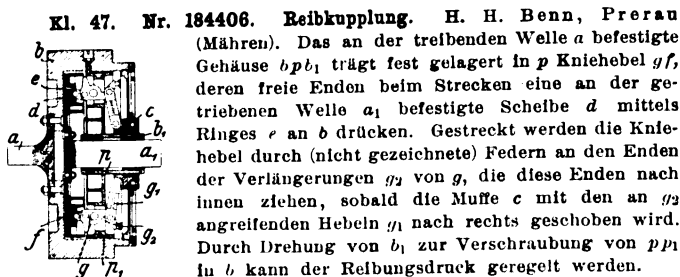 Kl. 47. Nr. 184406. Reibkupplung. H. H. Benn, Prerau
(Mähren). Das an der treibenden Welle a befestigte
Gehäuse bpb₁ trägt fest gelagert in p Kniehebel gf,
deren freie Enden beim Strecken eine an der ge-
triebenen Welle a₁ befestigte Scheibe d mittels
Ringes e an b drücken. Gestreckt werden die Knie-
hebel durch (nicht gezeichnete) Federn an den Enden
der Verlängerungen g₂ von g, die diese Enden nach
innen ziehen, sobald die Muffe c mit den an g₂
angreifenden Hebeln g₁ nach rechts geschoben wird.
Durch Drehung von b₁ zur Verschraubung von pp₁
in b kann der Reibungsdruck geregelt werden.
b
e
d
a
f
g
p₁
c
b₁
a₁
p
g₁
g₂